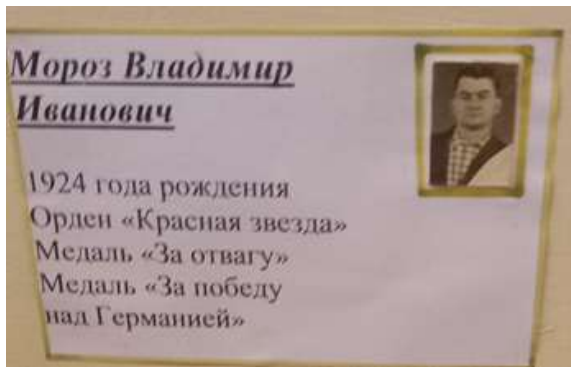 Мороз Владимир
Иванович
1924 года рождения
Орден «Красная звезда»
Медаль «За отвагу»
Медаль «За победу
над Германией»